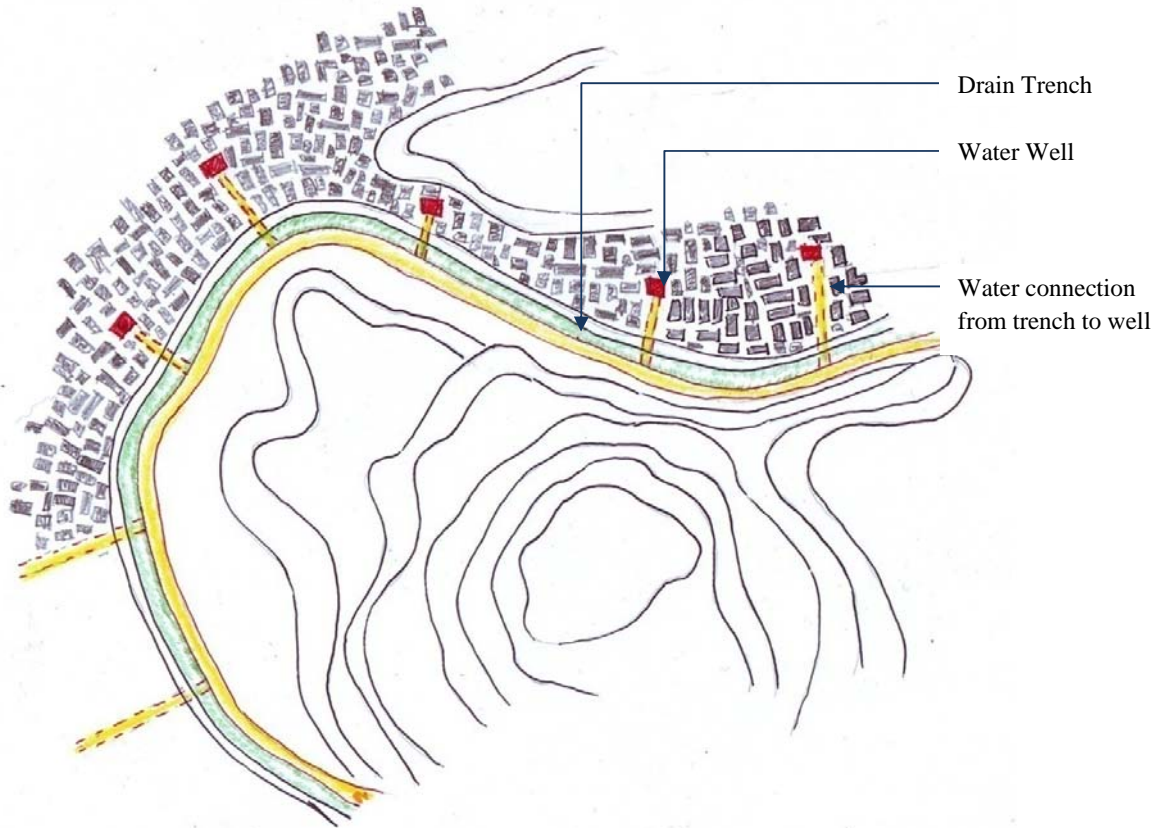 Drain Trench
Water Well
Water connection
from trench to well